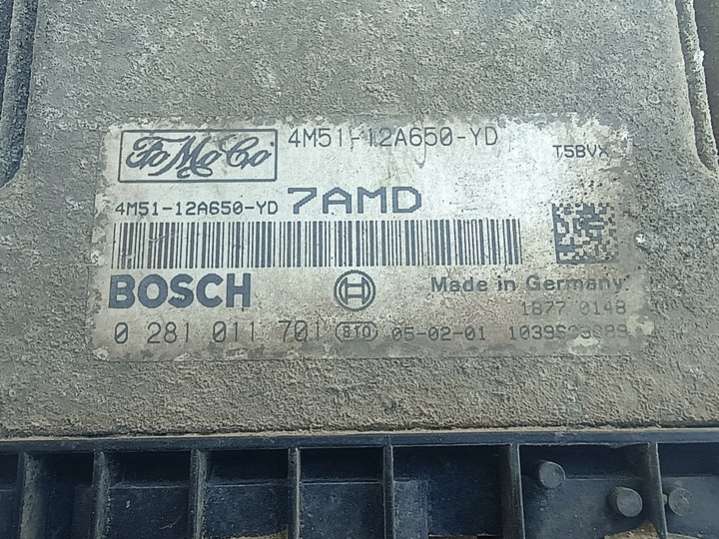 FoMoCo
4M51-12A650-YD
T5BVX
4M51-12A650-YD 7AMD
BOSCH
Made in Germany
1877 0148
0 281 011 701 BTO 05-02-01